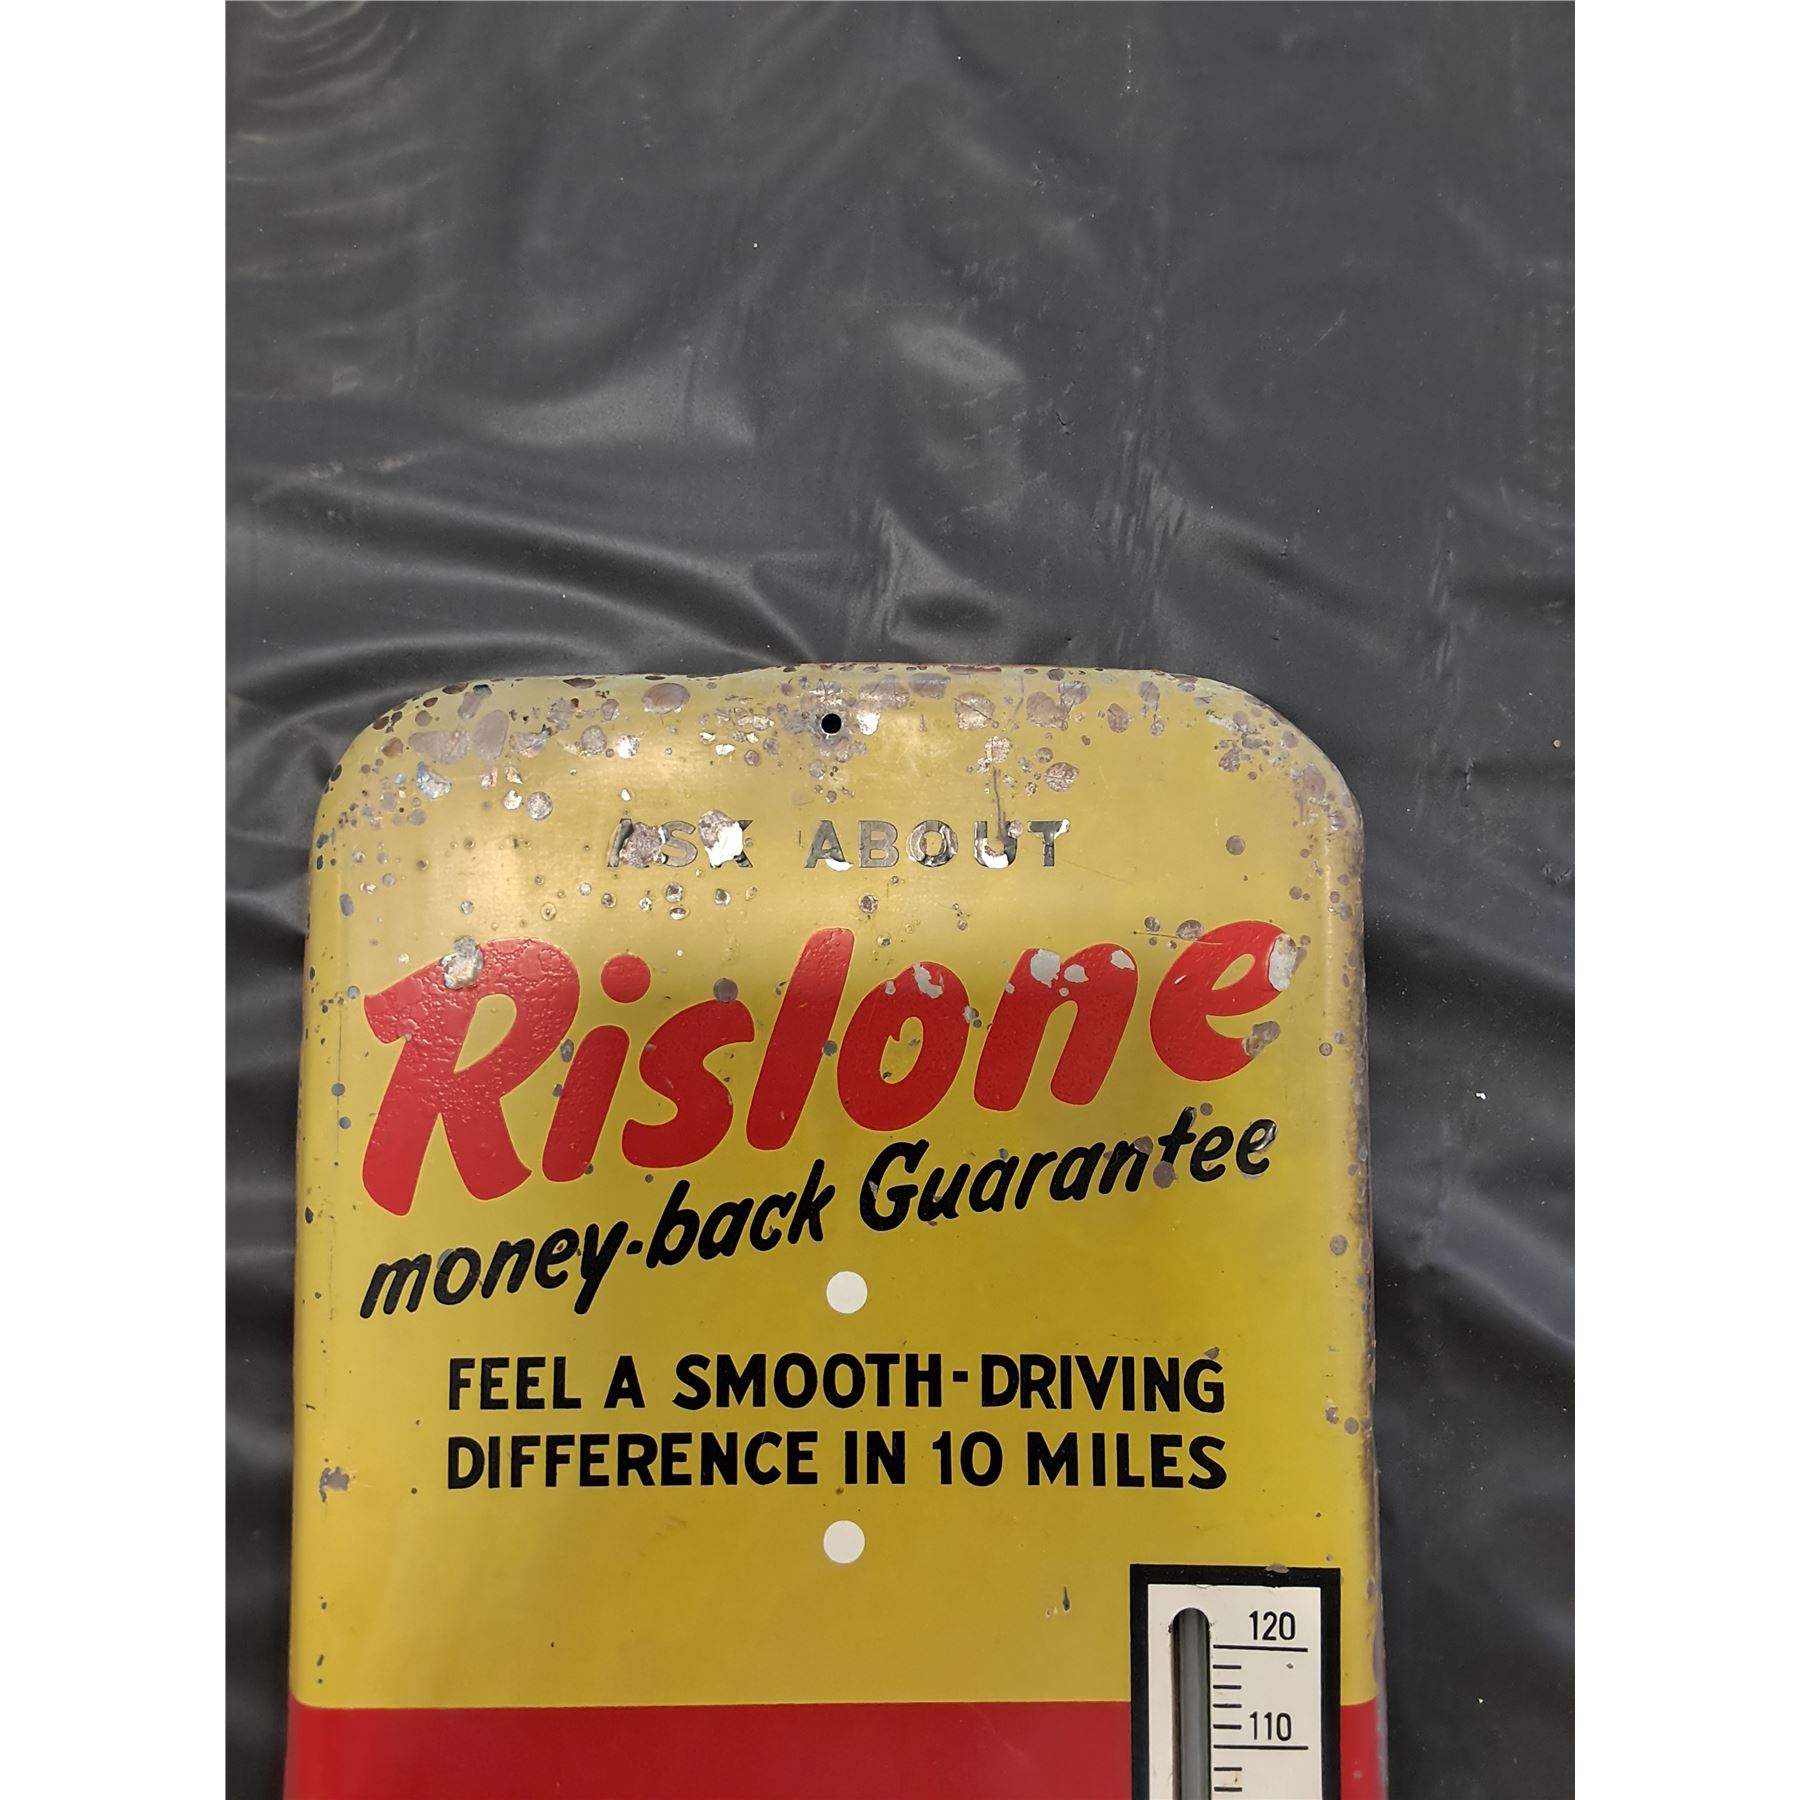 ASK ABOUT
Rislone
money-back Guarantee
FEEL A SMOOTH-DRIVING
DIFFERENCE IN 10 MILES
120
110